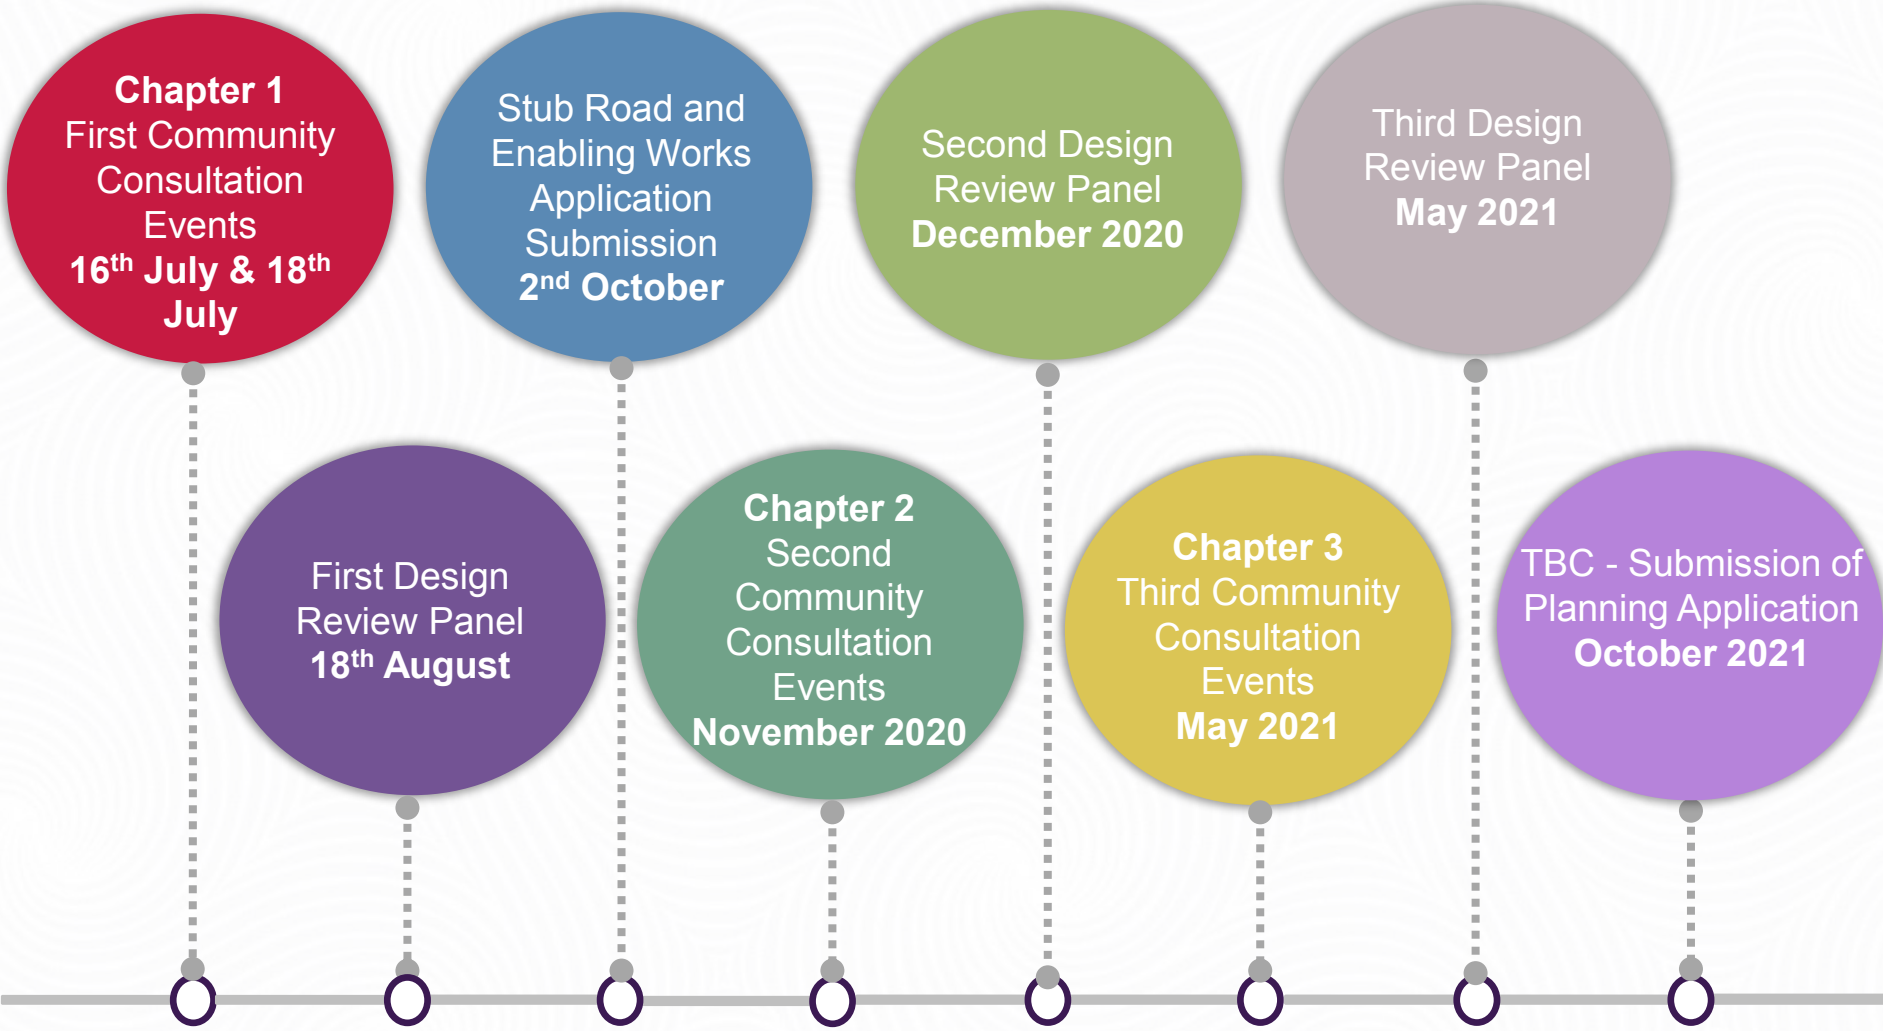 Chapter 1
First Community
Consultation
Events
16th July & 18th
July
First Design
Review Panel
18th August
Stub Road and
Enabling Works
Application
Submission
2nd October
Chapter 2
Second
Community
Consultation
Events
November 2020
Second Design
Review Panel
December 2020
Chapter 3
Third Community
Consultation
Events
May 2021
Third Design
Review Panel
May 2021
TBC - Submission of
Planning Application
October 2021